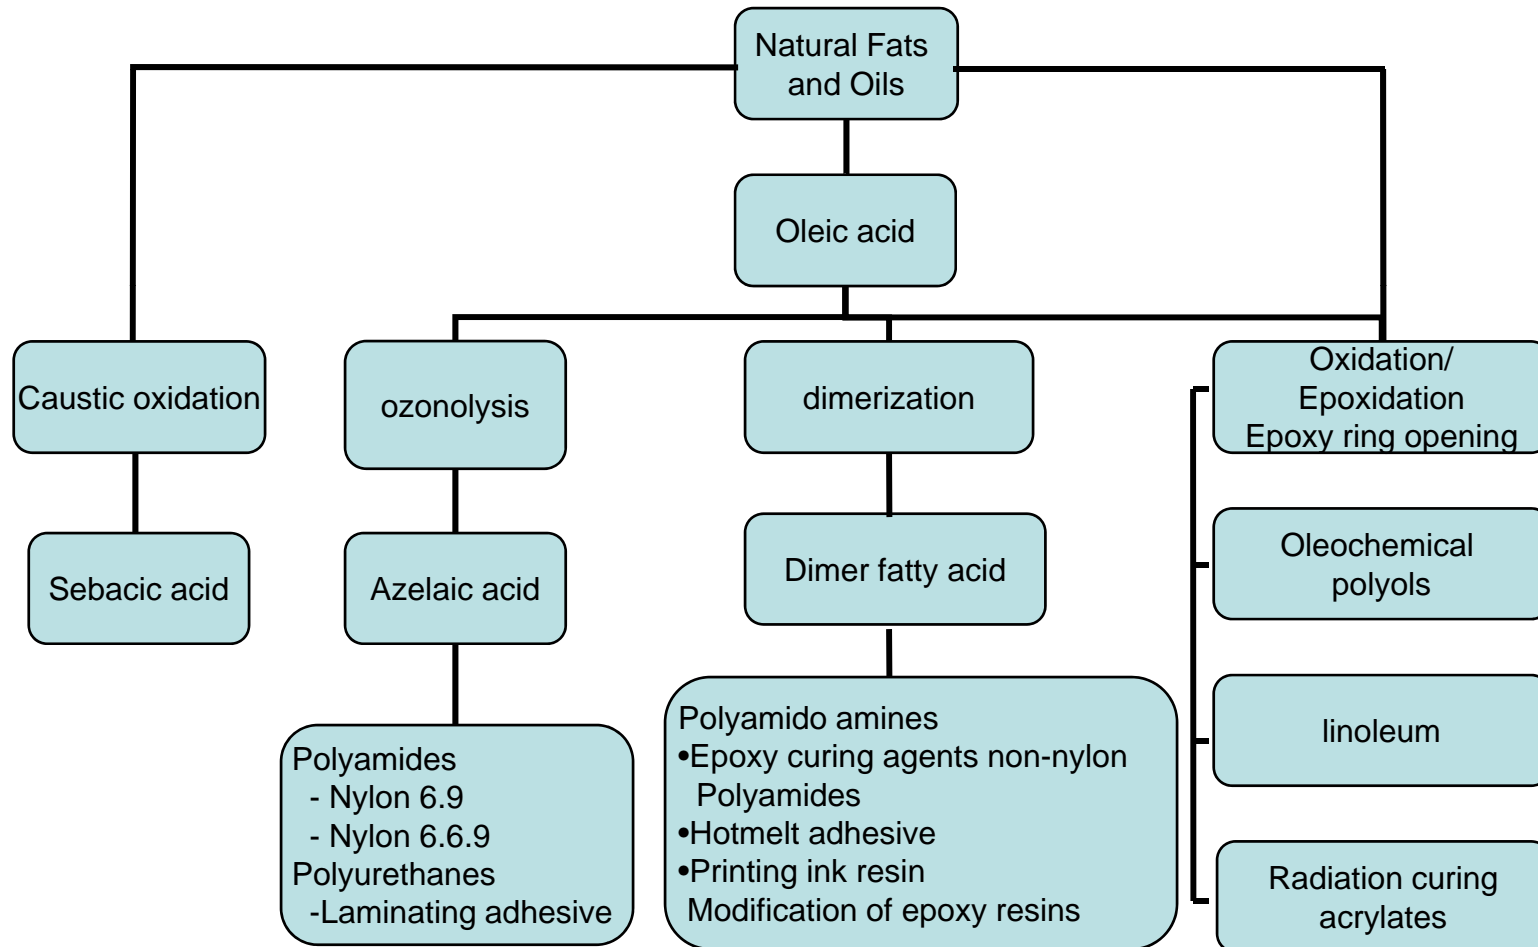 Natural Fats
and Oils
Oleic acid
Caustic oxidation
ozonolysis
dimerization
Oxidation/
Epoxidation
Epoxy ring opening
Sebacic acid
Azelaic acid
Dimer fatty acid
Oleochemical
polyols
linoleum
Radiation curing
acrylates
Polyamides
- Nylon 6.9
- Nylon 6.6.9
Polyurethanes
-Laminating adhesive
Polyamido amines
•Epoxy curing agents non-nylon
Polyamides
•Hotmelt adhesive
•Printing ink resin
Modification of epoxy resins